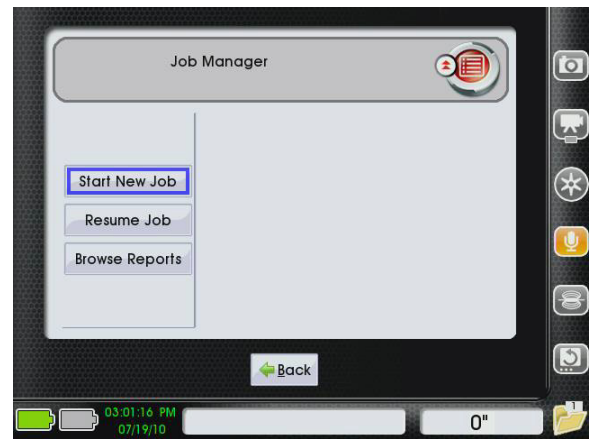 Job Manager
Start New Job
Resume Job
Browse Reports
Back
03:01:16 PM
07/19/10
0"
1